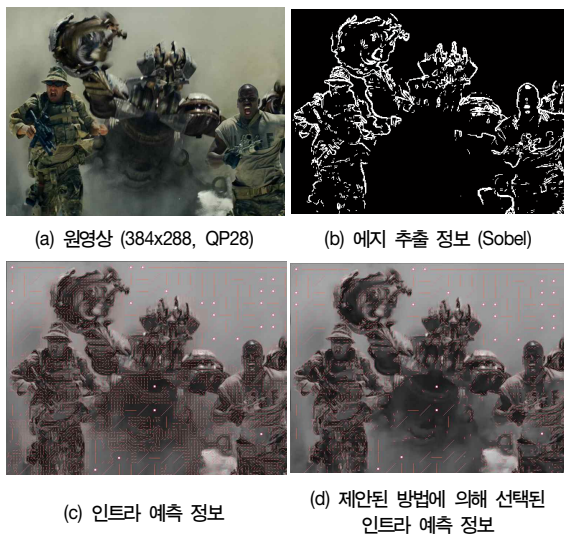 (a) 원영상 (384x288, QP28)
(b) 에지 추출 정보 (Sobel)
(c) 인트라 예측 정보
(d) 제안된 방법에 의해 선택된
인트라 예측 정보